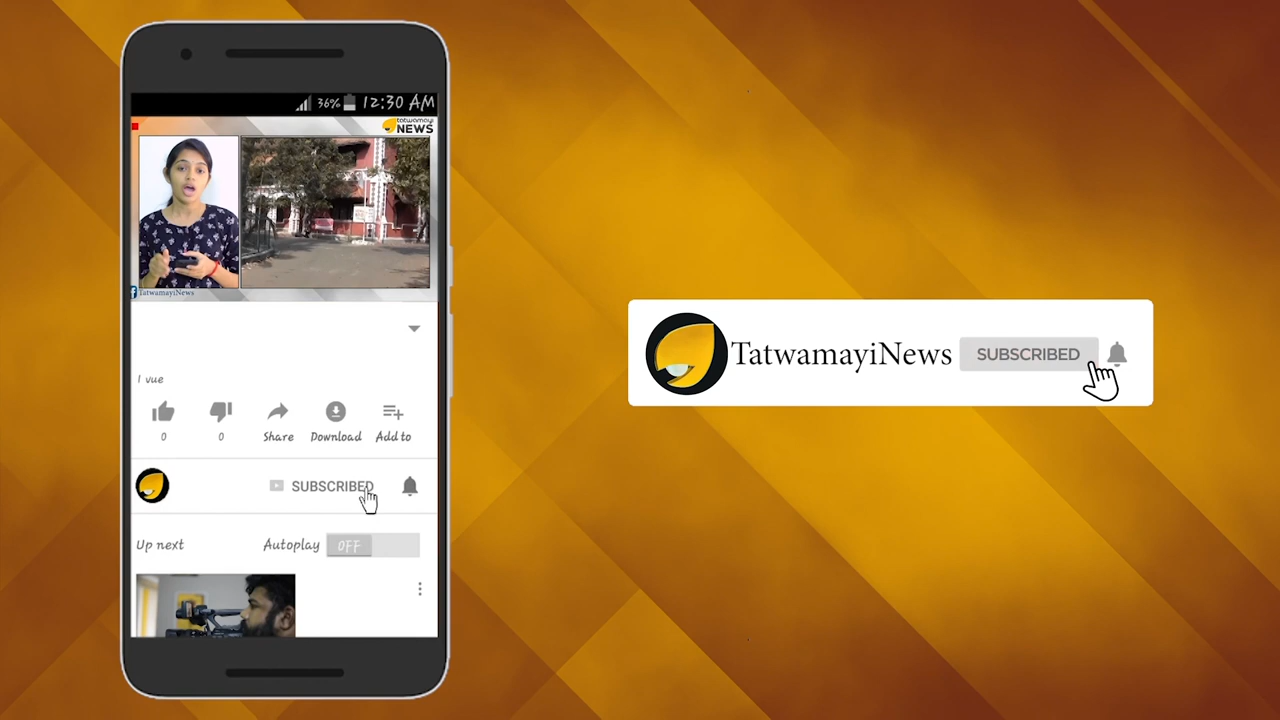 36% 12:30 AM
tatwamayi
NEWS
TatwamayiNews
1 vue
0 0 Share Download Add to
SUBSCRIBED
Up next Autoplay OFF
TatwamayiNews SUBSCRIBED